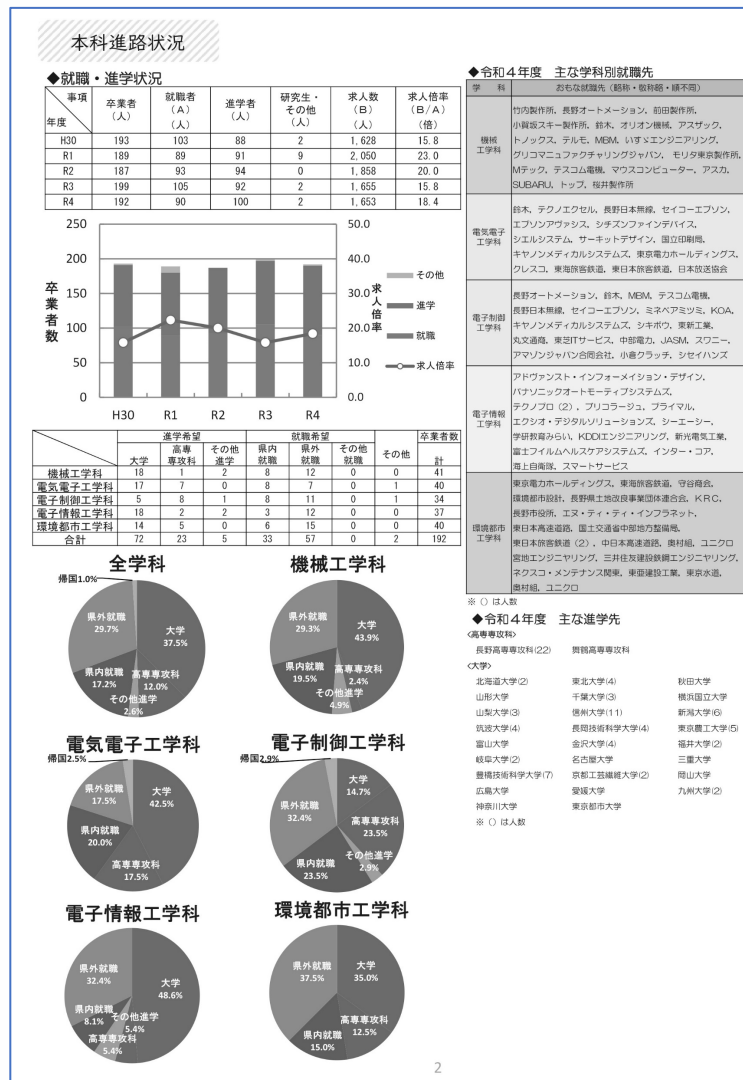 本科進路状況
◆就職・進学状況
事項
年度
卒業者
(人)
就職者
(A)
(人)
進学者
(人)
研究生・
その他
(人)
求人数
(B)
(人)
求人倍率
(B/A)
(倍)
H30 193 103 88 2 1,628 15.8
R1 189 89 91 9 2,050 23.0
R2 187 93 94 0 1,858 20.0
R3 199 105 92 2 1,655 15.8
R4 192 90 100 2 1,653 18.4
卒業者数
250
200
150
100
50
0
50.0
40.0
30.0
20.0
10.0
0.0
求人倍率
H30 R1 R2 R3 R4
その他
進学
就職
求人倍率
進学希望 就職希望 その他 卒業者数
大学 高専専攻科 その他進学 県内就職 県外就職 その他就職 計
機械工学科 18 1 2 8 12 0 0 41
電気電子工学科 17 7 0 8 7 0 1 40
電子制御工学科 5 8 1 8 11 0 1 34
電子情報工学科 18 2 2 3 12 0 0 37
環境都市工学科 14 5 0 6 15 0 0 40
合計 72 23 5 33 57 0 2 192
全学科
帰国1.0%
県外就職
29.7%
大学
37.5%
県内就職
17.2%
高専専攻科
12.0%
その他進学
2.6%
機械工学科
県外就職
29.3%
大学
43.9%
県内就職
19.5%
高専専攻科
2.4%
その他進学
4.9%
電気電子工学科
帰国2.5%
県外就職
17.5%
大学
42.5%
県内就職
20.0%
高専専攻科
17.5%
電子制御工学科
帰国2.9%
大学
14.7%
県外就職
32.4%
高専専攻科
23.5%
県内就職
23.5%
その他進学
2.9%
電子情報工学科
県外就職
32.4%
大学
48.6%
県内就職
8.1%
その他進学
5.4%
高専専攻科
5.4%
環境都市工学科
県外就職
37.5%
大学
35.0%
県内就職
15.0%
高専専攻科
12.5%
◆令和4年度 主な学科別就職先
学 科 おもな就職先(略称・敬称略・順不同)
機械
工学科
竹内製作所,長野オートメーション,前田製作所,
小賀坂スキー製作所,鈴木,オリオン機械,アスザック,
トノックス,テルモ,MBM,いすゞエンジニアリング,
グリコマニュファクチャリングジャパン,モリタ東京製作所,
Mテック,テスコム電機,マウスコンピューター,アスカ,
SUBARU,トップ,桜井製作所
電気電子
工学科
鈴木,テクノエクセル,長野日本無線,セイコーエプソン,
エプソンアヴァシス,シチズンファインデバイス,
シエルシステム,サーキットデザイン,国立印刷局,
キヤノンメディカルシステムズ,東京電力ホールディングス,
クレスコ,東海旅客鉄道,東日本旅客鉄道,日本放送協会
電子制御
工学科
長野オートメーション,鈴木,MBM,テスコム電機,
長野日本無線,セイコーエプソン,ミネベアミツミ,KOA,
キヤノンメディカルシステムズ,シキボウ,東新工業,
丸文通商,東芝ITサービス,中部電力,JASM,スワニー,
アマゾンジャパン合同会社,小倉クラッチ,シセイハンズ
電子情報
工学科
アドヴァンスト・インフォーメイション・デザイン,
パナソニックオートモーティブシステムズ,
テクノプロ(2),ブリコラージュ,プライマル,
エクシオ・デジタルソリューションズ,シーエーシー,
学研教育みらい,KDDIエンジニアリング,新光電気工業,
富士フイルムヘルスケアシステムズ,インター・コア,
海上自衛隊,スマートサービス
環境都市
工学科
東京電力ホールディングス,東海旅客鉄道,守谷商会,
環境都市設計,長野県土地改良事業団体連合会,KRC,
長野市役所,エヌ・ティ・ティ・インフラネット,
東日本高速道路,国土交通省中部地方整備局,
東日本旅客鉄道(2),中日本高速道路,奥村組,ユニクロ
宮地エンジニヤリング,三井住友建設鉄鋼エンジニヤリング,
ネクスコ・メンテナンス関東,東亜建設工業,東京水道,
奥村組,ユニクロ
※()は人数
◆令和4年度 主な進学先
<高専専攻科>
長野高専専攻科(22) 舞鶴高専専攻科
<大学>
北海道大学(2) 東北大学(4) 秋田大学
山形大学 千葉大学(3) 横浜国立大学
山梨大学(3) 信州大学(11) 新潟大学(6)
筑波大学(4) 長岡技術科学大学(4) 東京農工大学(5)
富山大学 金沢大学(4) 福井大学(2)
岐阜大学(2) 名古屋大学 三重大学
豊橋技術科学大学(7) 京都工芸繊維大学(2) 岡山大学
広島大学 愛媛大学 九州大学(2)
神奈川大学 東京都市大学
※()は人数
2